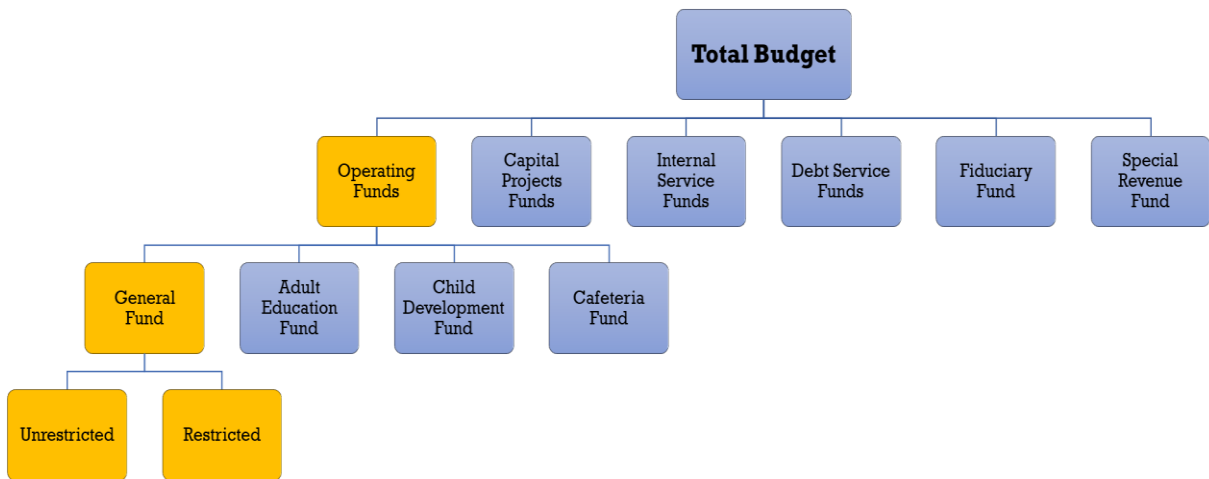 Total Budget
Operating
Funds
Capital
Projects
Funds
Internal
Service
Funds
Debt Service
Funds
Fiduciary
Fund
Special
Revenue
Fund
General
Fund
Adult
Education
Fund
Child
Development
Fund
Cafeteria
Fund
Unrestricted
Restricted